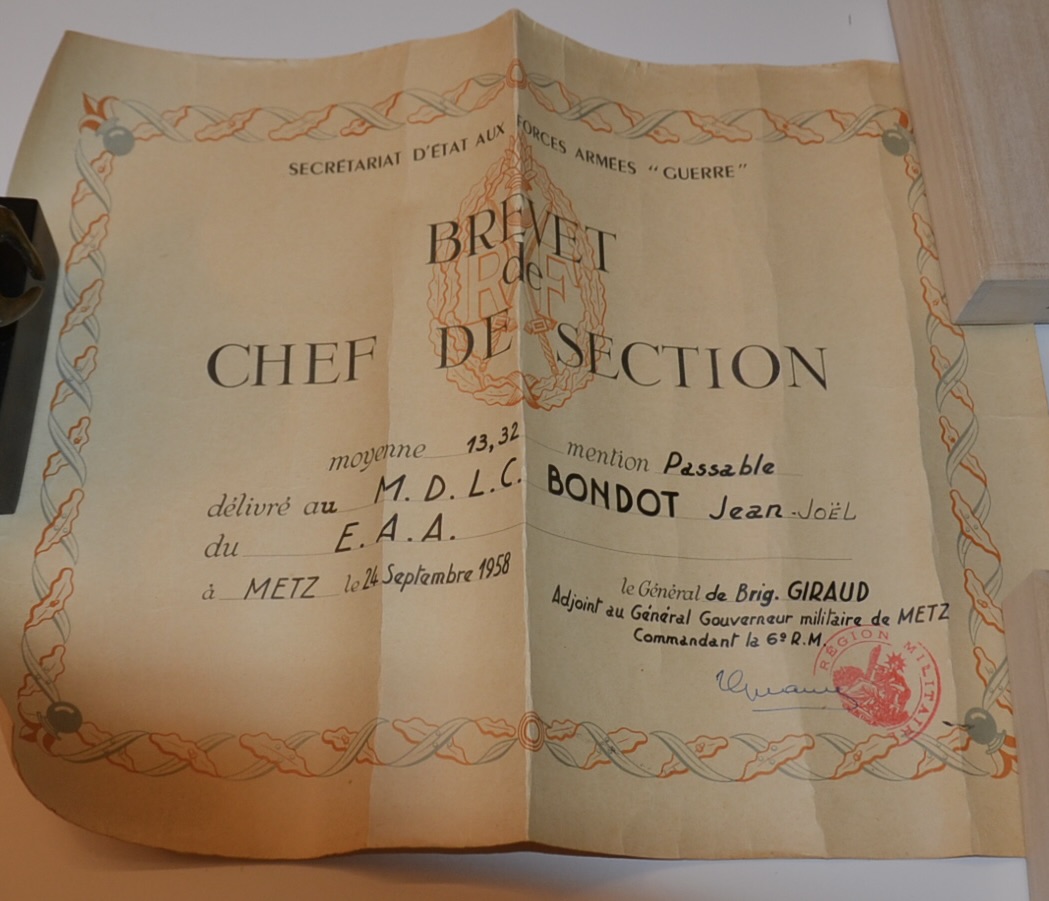 SECRÉTARIAT D'ÉTAT AUX FORCES ARMÉES "GUERRE"
BREVET
de
RF
CHEF DE SECTION
moyenne 13,32 mention Passable
délivré au M.D.L.C. BONDOT Jean-JOËL
du E.A.A.
à METZ le 24 Septembre 1958
le Général de Brig. GIRAUD
Adjoint au Général Gouverneur militaire de METZ
Commandant la 6e R.M.
RÉGION MILITAIRE